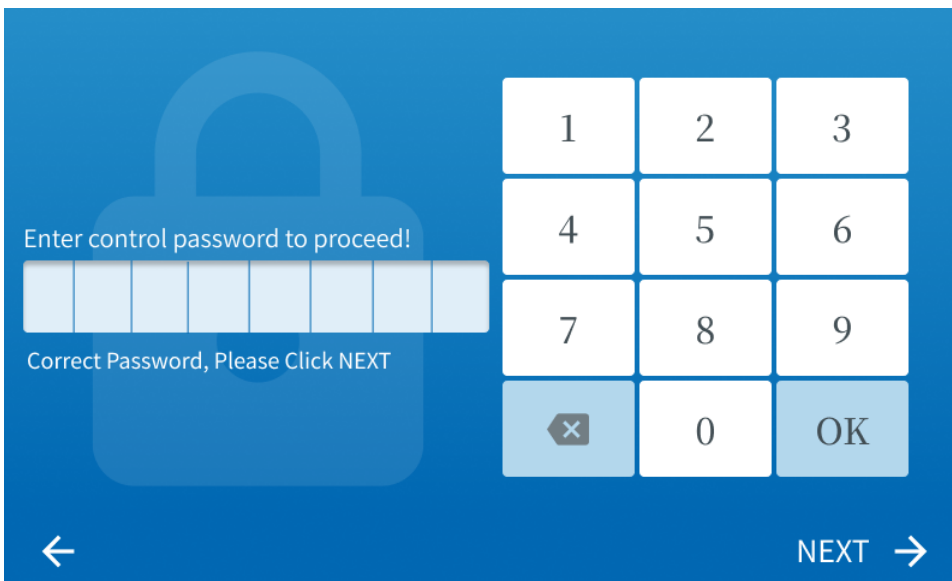 Enter control password to proceed!
Correct Password, Please Click NEXT
1 2 3
4 5 6
7 8 9
0 OK
NEXT